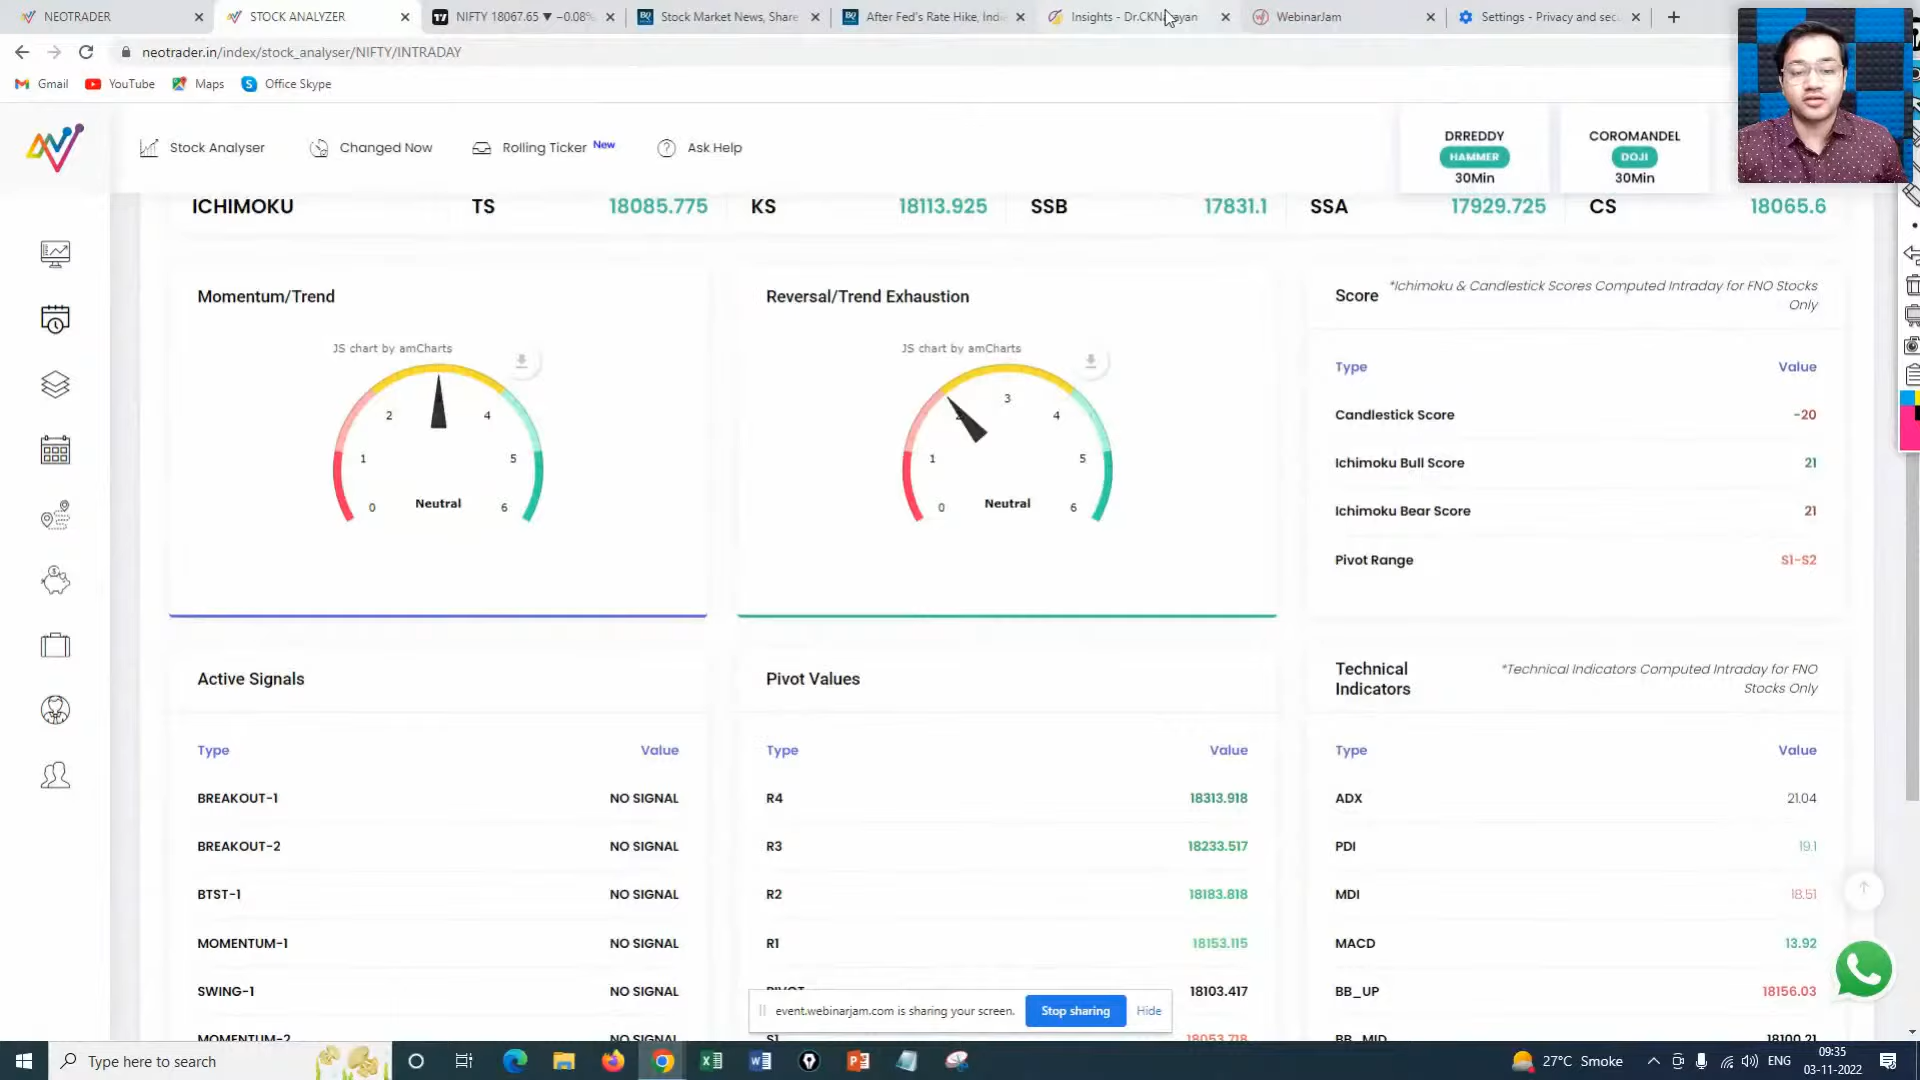 NEOTRADER
STOCK ANALYZER
NIFTY 18067.65 ▼ −0.08%
Stock Market News, Share
After Fed's Rate Hike, Indi
Insights - Dr.CKN ayan
WebinarJam
Settings - Privacy and sec
neotrader.in/index/stock_analyser/NIFTY/INTRADAY
Gmail
YouTube
Maps
Office Skype
Stock Analyser
Changed Now
Rolling Ticker New
Ask Help
DRREDDY
HAMMER
30Min
COROMANDEL
DOJI
30Min
ICHIMOKU TS 18085.775 KS 18113.925 SSB 17831.1 SSA 17929.725 CS 18065.6
Momentum/Trend
JS chart by amCharts
0 1 2 4 5 6
Neutral
Reversal/Trend Exhaustion
JS chart by amCharts
0 1 3 4 5 6
Neutral
Score
*Ichimoku & Candlestick Scores Computed Intraday for FNO Stocks
Only
Type Value
Candlestick Score -20
Ichimoku Bull Score 21
Ichimoku Bear Score 21
Pivot Range S1-S2
Active Signals
Type Value
BREAKOUT-1 NO SIGNAL
BREAKOUT-2 NO SIGNAL
BTST-1 NO SIGNAL
MOMENTUM-1 NO SIGNAL
SWING-1 NO SIGNAL
MOMENTUM-2
Pivot Values
Type Value
R4 18313.918
R3 18233.517
R2 18183.818
R1 18153.115
PIVOT 18103.417
S1 18053.718
Technical
Indicators
*Technical Indicators Computed Intraday for FNO
Stocks Only
Type Value
ADX 21.04
PDI 19.1
MDI 18.51
MACD 13.92
BB_UP 18156.03
BB_MID 18100.21
event.webinarjam.com is sharing your screen.
Stop sharing
Hide
Type here to search
27°C Smoke
ENG
09:35
03-11-2022